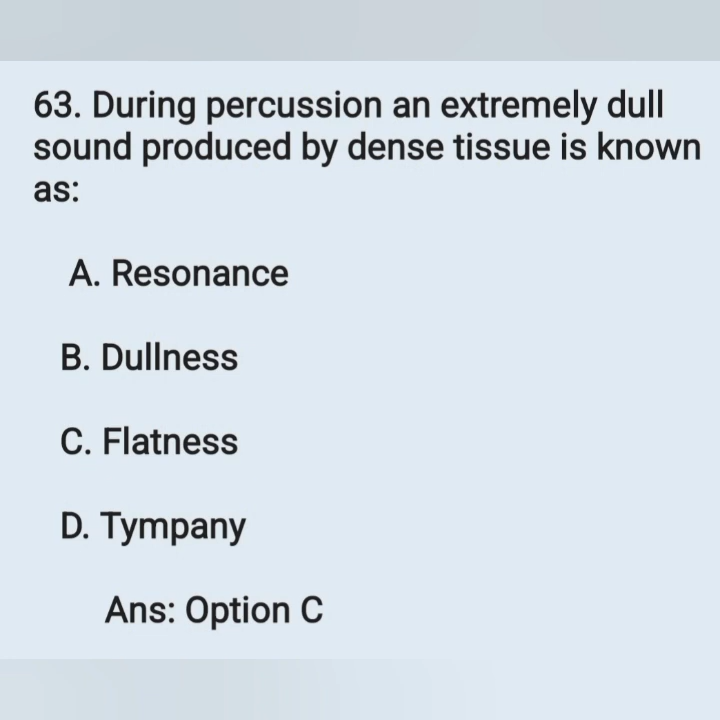 63. During percussion an extremely dull
sound produced by dense tissue is known
as:
A. Resonance
B. Dullness
C. Flatness
D. Tympany
Ans: Option C